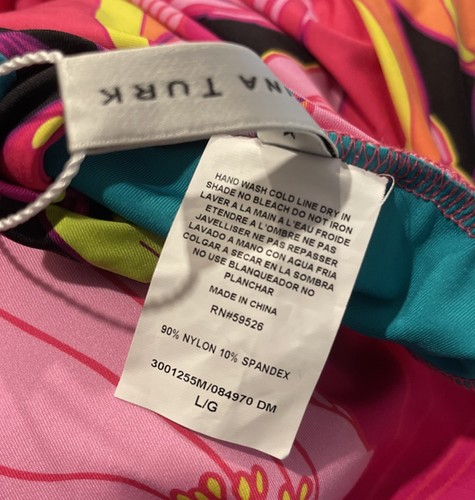 TURK
HAND WASH COLD LINE DRY IN
SHADE NO BLEACH DO NOT IRON
LAVER A LA MAIN A L'EAU FROIDE
ETENDRE A L'OMBRE NE PAS
JAVELLISER NE PAS REPASSER
LAVADO A MANO CON AGUA FRIA
COLGAR A SECAR EN LA SOMBRA
NO USE BLANQUEADOR NO
PLANCHAR
MADE IN CHINA
RN#59526
90% NYLON 10% SPANDEX
3001255M/084970 DM
L/G